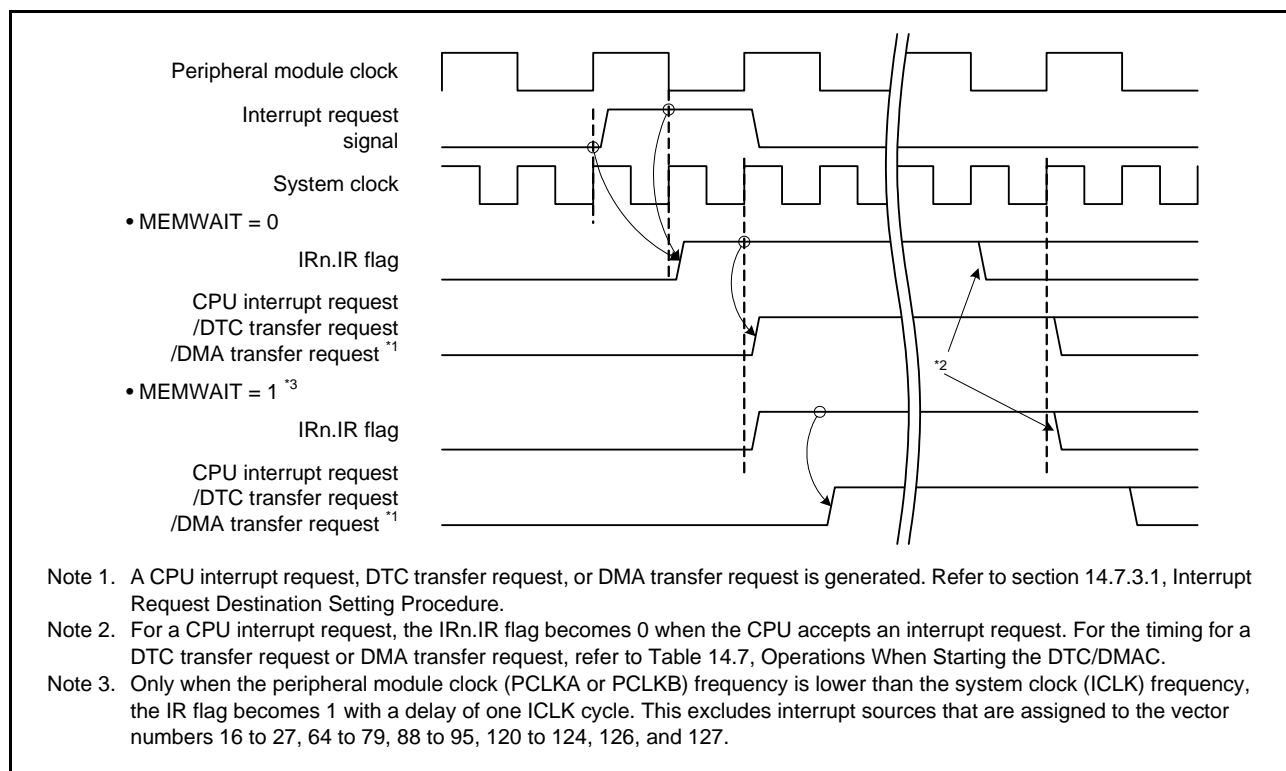 Peripheral module clock
Interrupt request
signal
System clock
• MEMWAIT = 0
IRn.IR flag
CPU interrupt request
/DTC transfer request
/DMA transfer request *1
*2
• MEMWAIT = 1 *3
IRn.IR flag
CPU interrupt request
/DTC transfer request
/DMA transfer request *1
Note 1. A CPU interrupt request, DTC transfer request, or DMA transfer request is generated. Refer to section 14.7.3.1, Interrupt
Request Destination Setting Procedure.
Note 2. For a CPU interrupt request, the IRn.IR flag becomes 0 when the CPU accepts an interrupt request. For the timing for a
DTC transfer request or DMA transfer request, refer to Table 14.7, Operations When Starting the DTC/DMAC.
Note 3. Only when the peripheral module clock (PCLKA or PCLKB) frequency is lower than the system clock (ICLK) frequency,
the IR flag becomes 1 with a delay of one ICLK cycle. This excludes interrupt sources that are assigned to the vector
numbers 16 to 27, 64 to 79, 88 to 95, 120 to 124, 126, and 127.